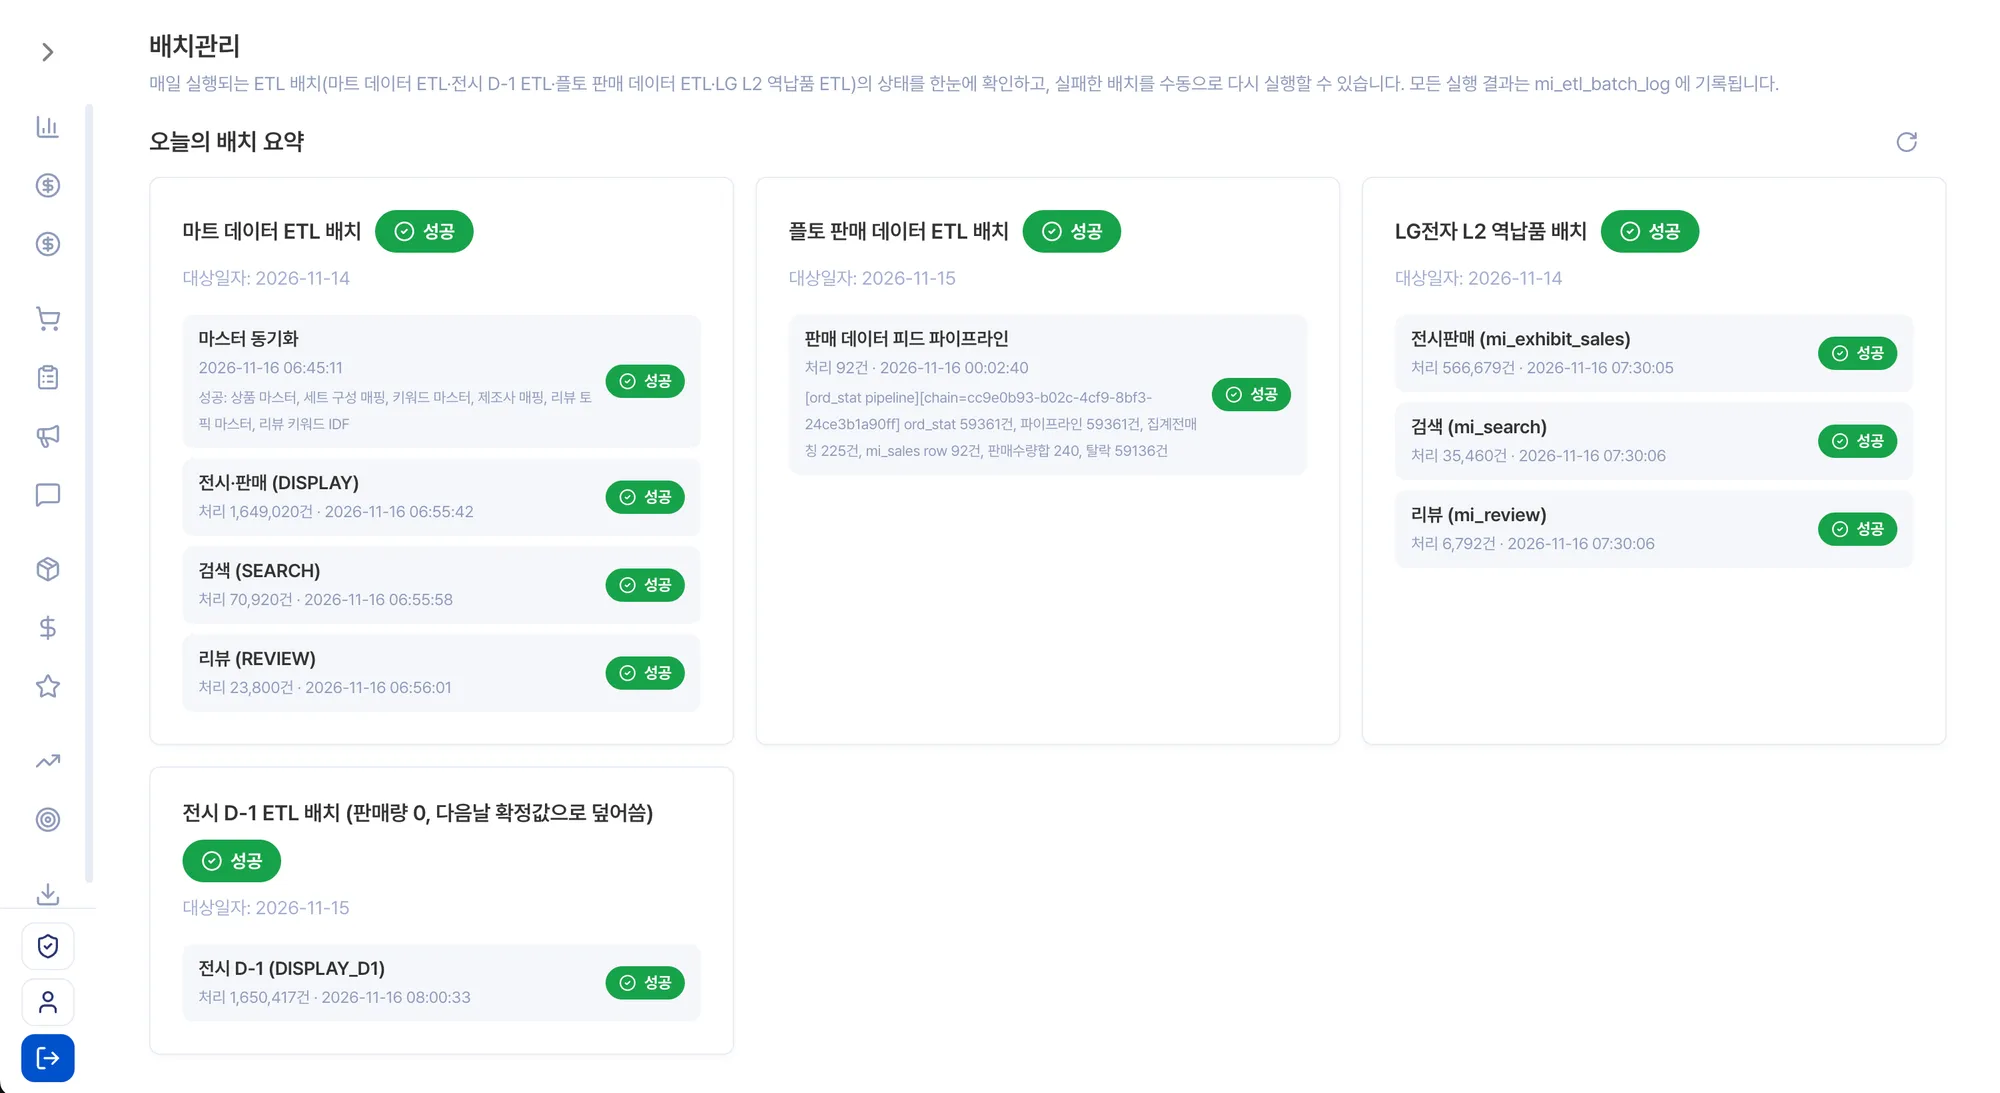 배치관리
매일 실행되는 ETL 배치(마트 데이터 ETL·전시 D-1 ETL·플토 판매 데이터 ETL·LG L2 역납품 ETL)의 상태를 한눈에 확인하고, 실패한 배치를 수동으로 다시 실행할 수 있습니다. 모든 실행 결과는 mi_etl_batch_log 에 기록됩니다.
오늘의 배치 요약
마트 데이터 ETL 배치 성공
대상일자: 2026-11-14
마스터 동기화
2026-11-16 06:45:11
성공: 상품 마스터, 세트 구성 매핑, 키워드 마스터, 제조사 매핑, 리뷰 토
픽 마스터, 리뷰 키워드 IDF
성공
전시·판매 (DISPLAY)
처리 1,649,020건 · 2026-11-16 06:55:42
성공
검색 (SEARCH)
처리 70,920건 · 2026-11-16 06:55:58
성공
리뷰 (REVIEW)
처리 23,800건 · 2026-11-16 06:56:01
성공
플토 판매 데이터 ETL 배치 성공
대상일자: 2026-11-15
판매 데이터 피드 파이프라인
처리 92건 · 2026-11-16 00:02:40
[ord_stat pipeline][chain=cc9e0b93-b02c-4cf9-8bf3-
24ce3b1a90ff] ord_stat 59361건, 파이프라인 59361건, 집계전매
칭 225건, mi_sales row 92건, 판매수량합 240, 탈락 59136건
성공
LG전자 L2 역납품 배치 성공
대상일자: 2026-11-14
전시판매 (mi_exhibit_sales)
처리 566,679건 · 2026-11-16 07:30:05
성공
검색 (mi_search)
처리 35,460건 · 2026-11-16 07:30:06
성공
리뷰 (mi_review)
처리 6,792건 · 2026-11-16 07:30:06
성공
전시 D-1 ETL 배치 (판매량 0, 다음날 확정값으로 덮어씀)
성공
대상일자: 2026-11-15
전시 D-1 (DISPLAY_D1)
처리 1,650,417건 · 2026-11-16 08:00:33
성공